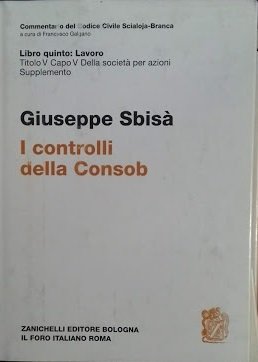 Commentario del Codice Civile Scialoja-Branca
a cura di Francesco Galgano
Libro quinto: Lavoro
Titolo V Capo V Della società per azioni
Supplemento
Giuseppe Sbisà
I controlli
della Consob
ZANICHELLI EDITORE BOLOGNA
IL FORO ITALIANO ROMA